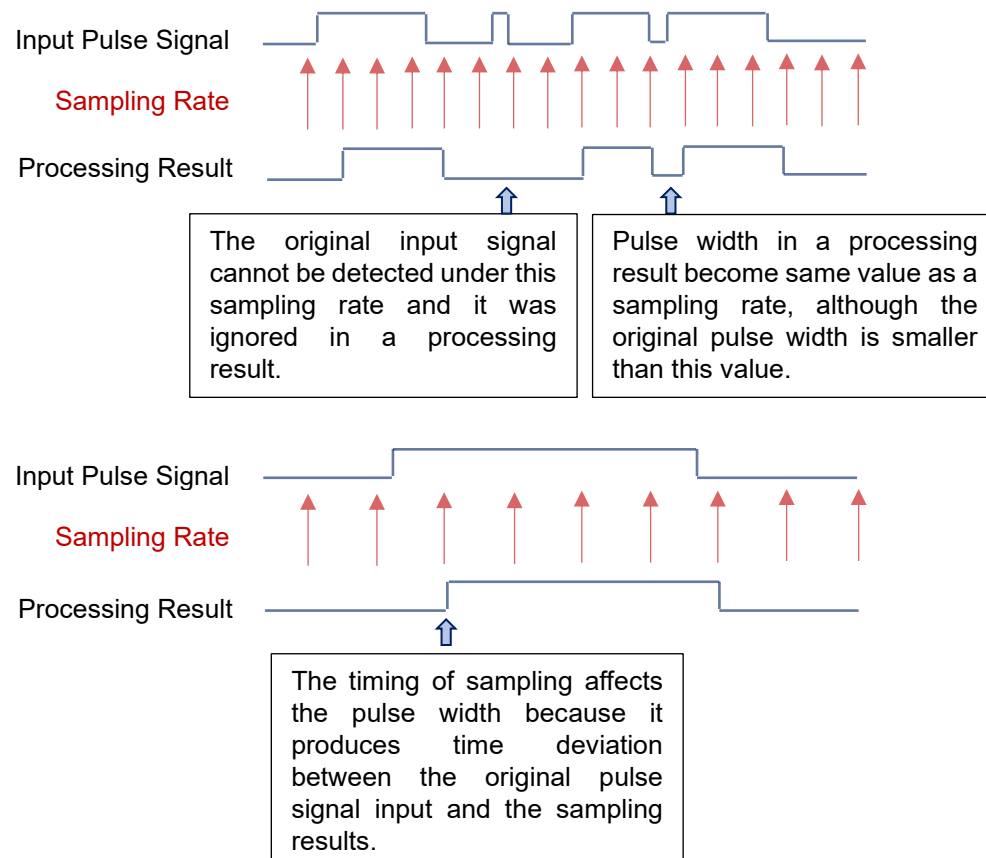 Input Pulse Signal
Sampling Rate
Processing Result
The original input signal
cannot be detected under this
sampling rate and it was
ignored in a processing
result.
Pulse width in a processing
result become same value as a
sampling rate, although the
original pulse width is smaller
than this value.
Input Pulse Signal
Sampling Rate
Processing Result
The timing of sampling affects
the pulse width because it
produces time deviation
between the original pulse
signal input and the sampling
results.